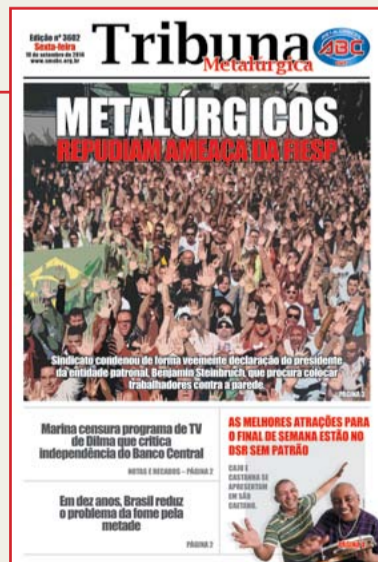 Edição nº 3602
Sexta-feira
19 de setembro de 2014
www.smabc.org.br
Tribuna
Metalúrgica
METALÚRGICOS
ABC
METALÚRGICOS
REPUDIAM AMEAÇA DA FIESP
Sindicato condenou de forma veemente declaração do presidente
da entidade patronal, Benjamin Steinbruch, que procura colocar
trabalhadores contra a parede.
PÁGINA 3
Marina censura programa de TV
de Dilma que critica
independência do Banco Central
NOTAS E RECADOS – PÁGINA 2
Em dez anos, Brasil reduz
o problema da fome pela
metade
PÁGINA 2
AS MELHORES ATRAÇÕES PARA
O FINAL DE SEMANA ESTÃO NO
DSR SEM PATRÃO
CAJU E
CASTANHA SE
APRESENTAM
EM SÃO
CAETANO.